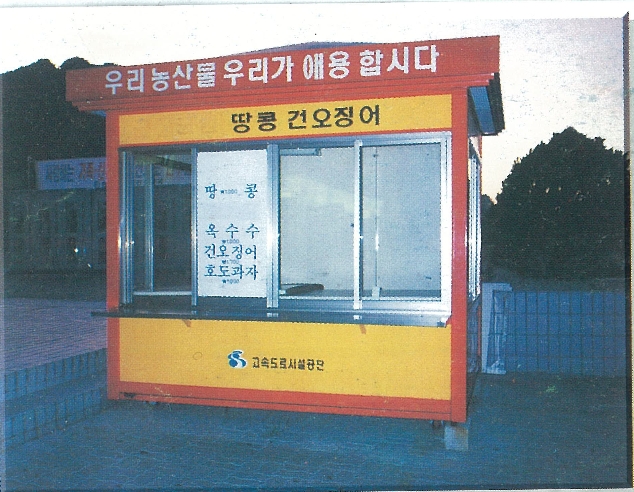 우리 농산물 우리가 애용 합시다
땅콩 건오징어
땅 ₩1000 콩
옥수수
건오징어
호도과자
고속도로시설공단